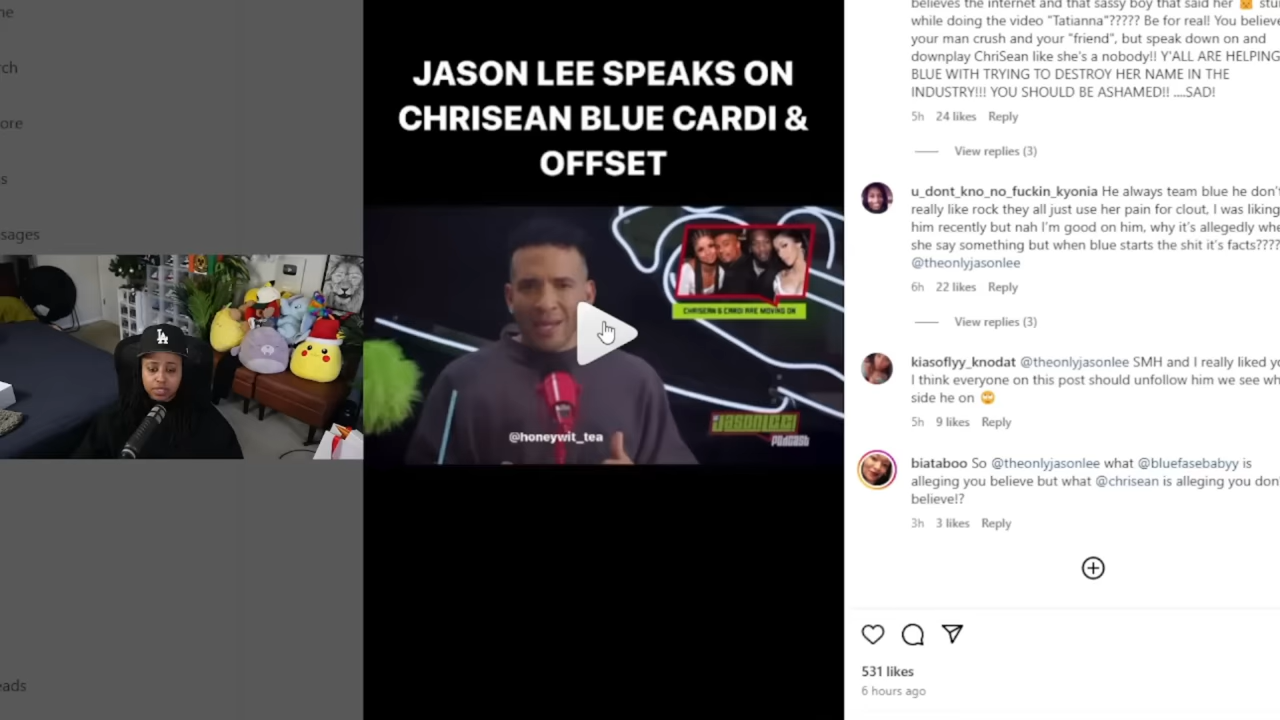 me
rch
ore
s
sages
eads
LA
JASON LEE SPEAKS ON
CHRISEAN BLUE CARDI &
OFFSET
CHRISEAN & CARDI ARE MOVING ON
@honeywit_tea
PODCAST
believes the internet and that sassy boy that said her 🐱 stu
while doing the video "Tatianna"????? Be for real! You believe
your man crush and your "friend", but speak down on and
downplay ChriSean like she's a nobody!! Y'ALL ARE HELPING
BLUE WITH TRYING TO DESTROY HER NAME IN THE
INDUSTRY!!! YOU SHOULD BE ASHAMED!! ....SAD!
5h 24 likes Reply
View replies (3)
u_dont_kno_no_fuckin_kyonia He always team blue he don't
really like rock they all just use her pain for clout, I was liking
him recently but nah I'm good on him, why it's allegedly whe
she say something but when blue starts the shit it's facts????
@theonlyjasonlee
6h 22 likes Reply
View replies (3)
kiasoflyy_knodat @theonlyjasonlee SMH and I really liked yo
I think everyone on this post should unfollow him we see wh
side he on 🙄
5h 9 likes Reply
biataboo So @theonlyjasonlee what @bluefasebabyy is
alleging you believe but what @chrisean is alleging you don'
believe!?
3h 3 likes Reply
531 likes
6 hours ago